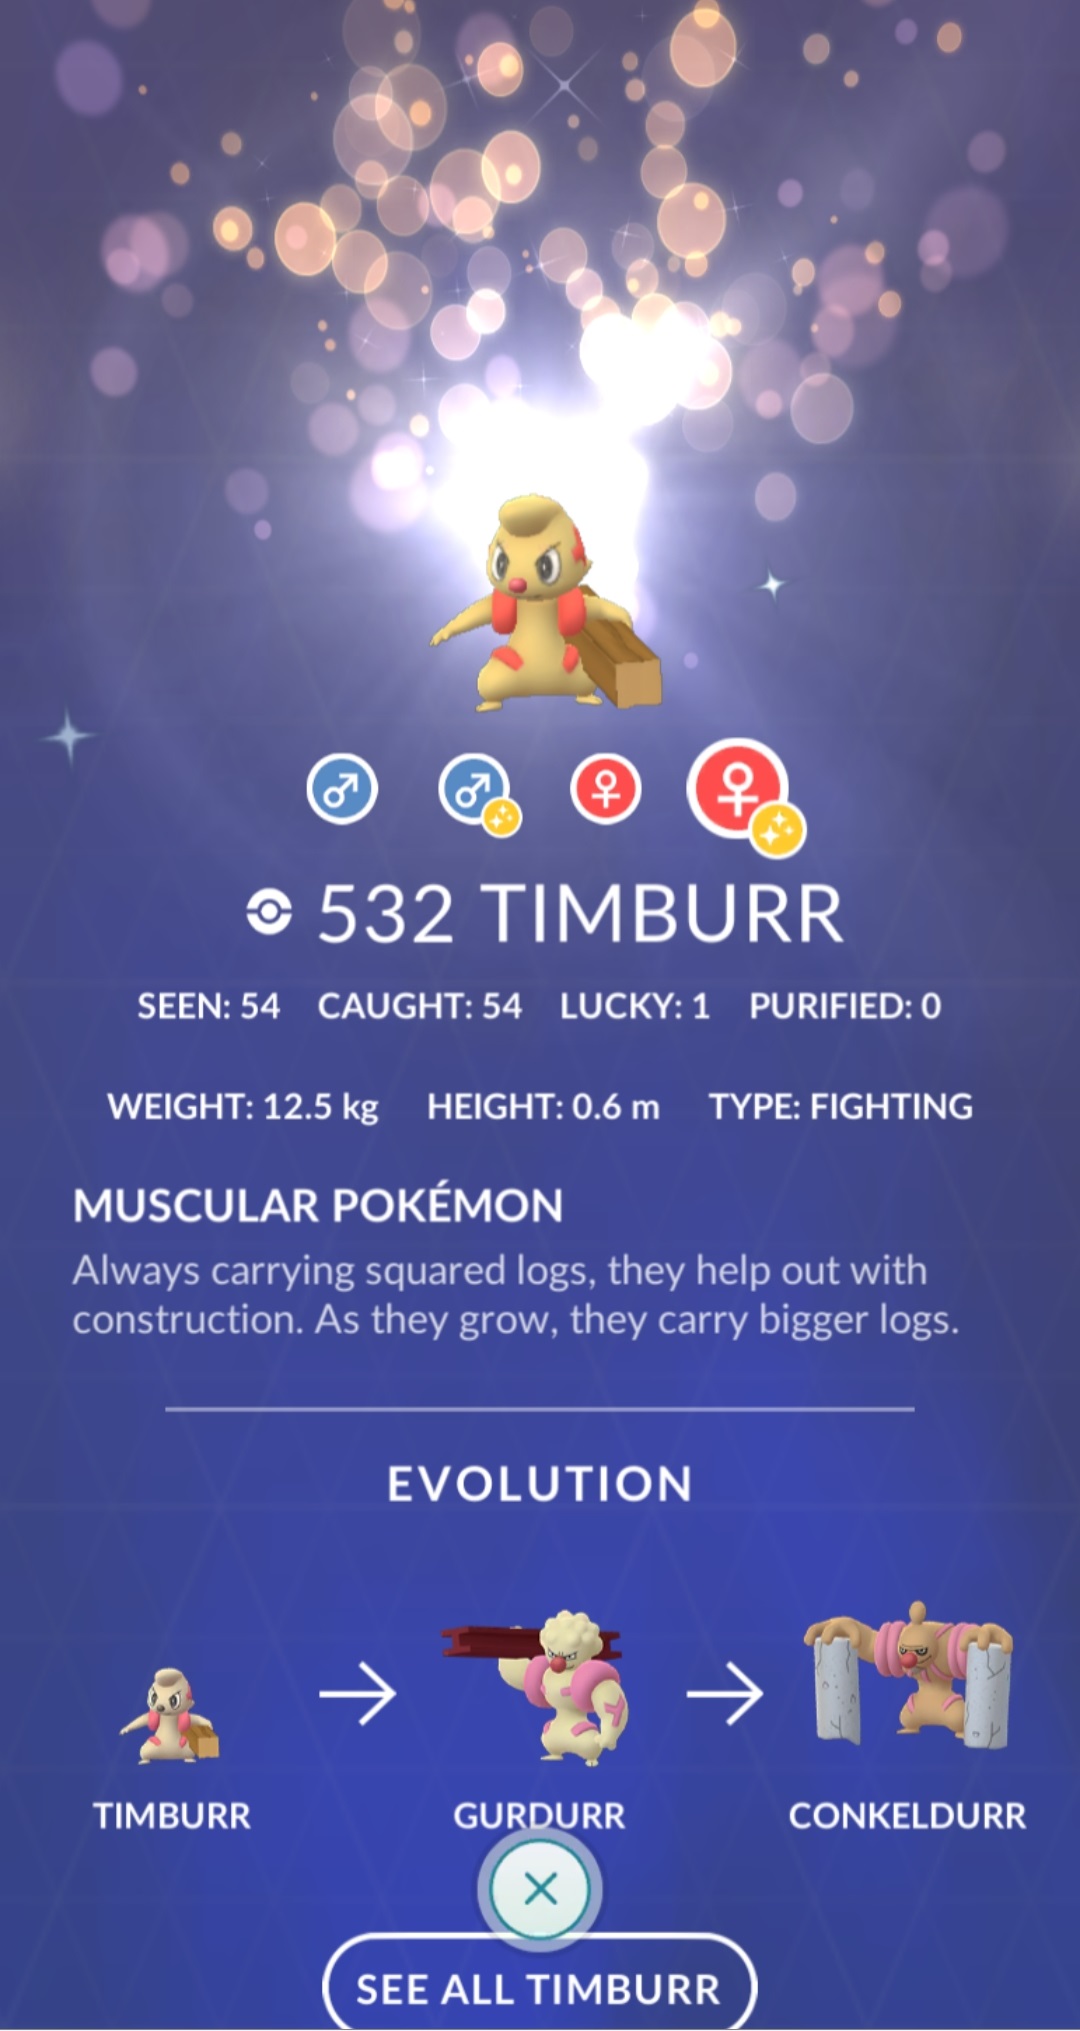 532 TIMBURR
SEEN: 54 CAUGHT: 54 LUCKY: 1 PURIFIED: 0
WEIGHT: 12.5 kg HEIGHT: 0.6 m TYPE: FIGHTING
MUSCULAR POKÉMON
Always carrying squared logs, they help out with
construction. As they grow, they carry bigger logs.
EVOLUTION
TIMBURR GURDURR CONKELDURR
SEE ALL TIMBURR